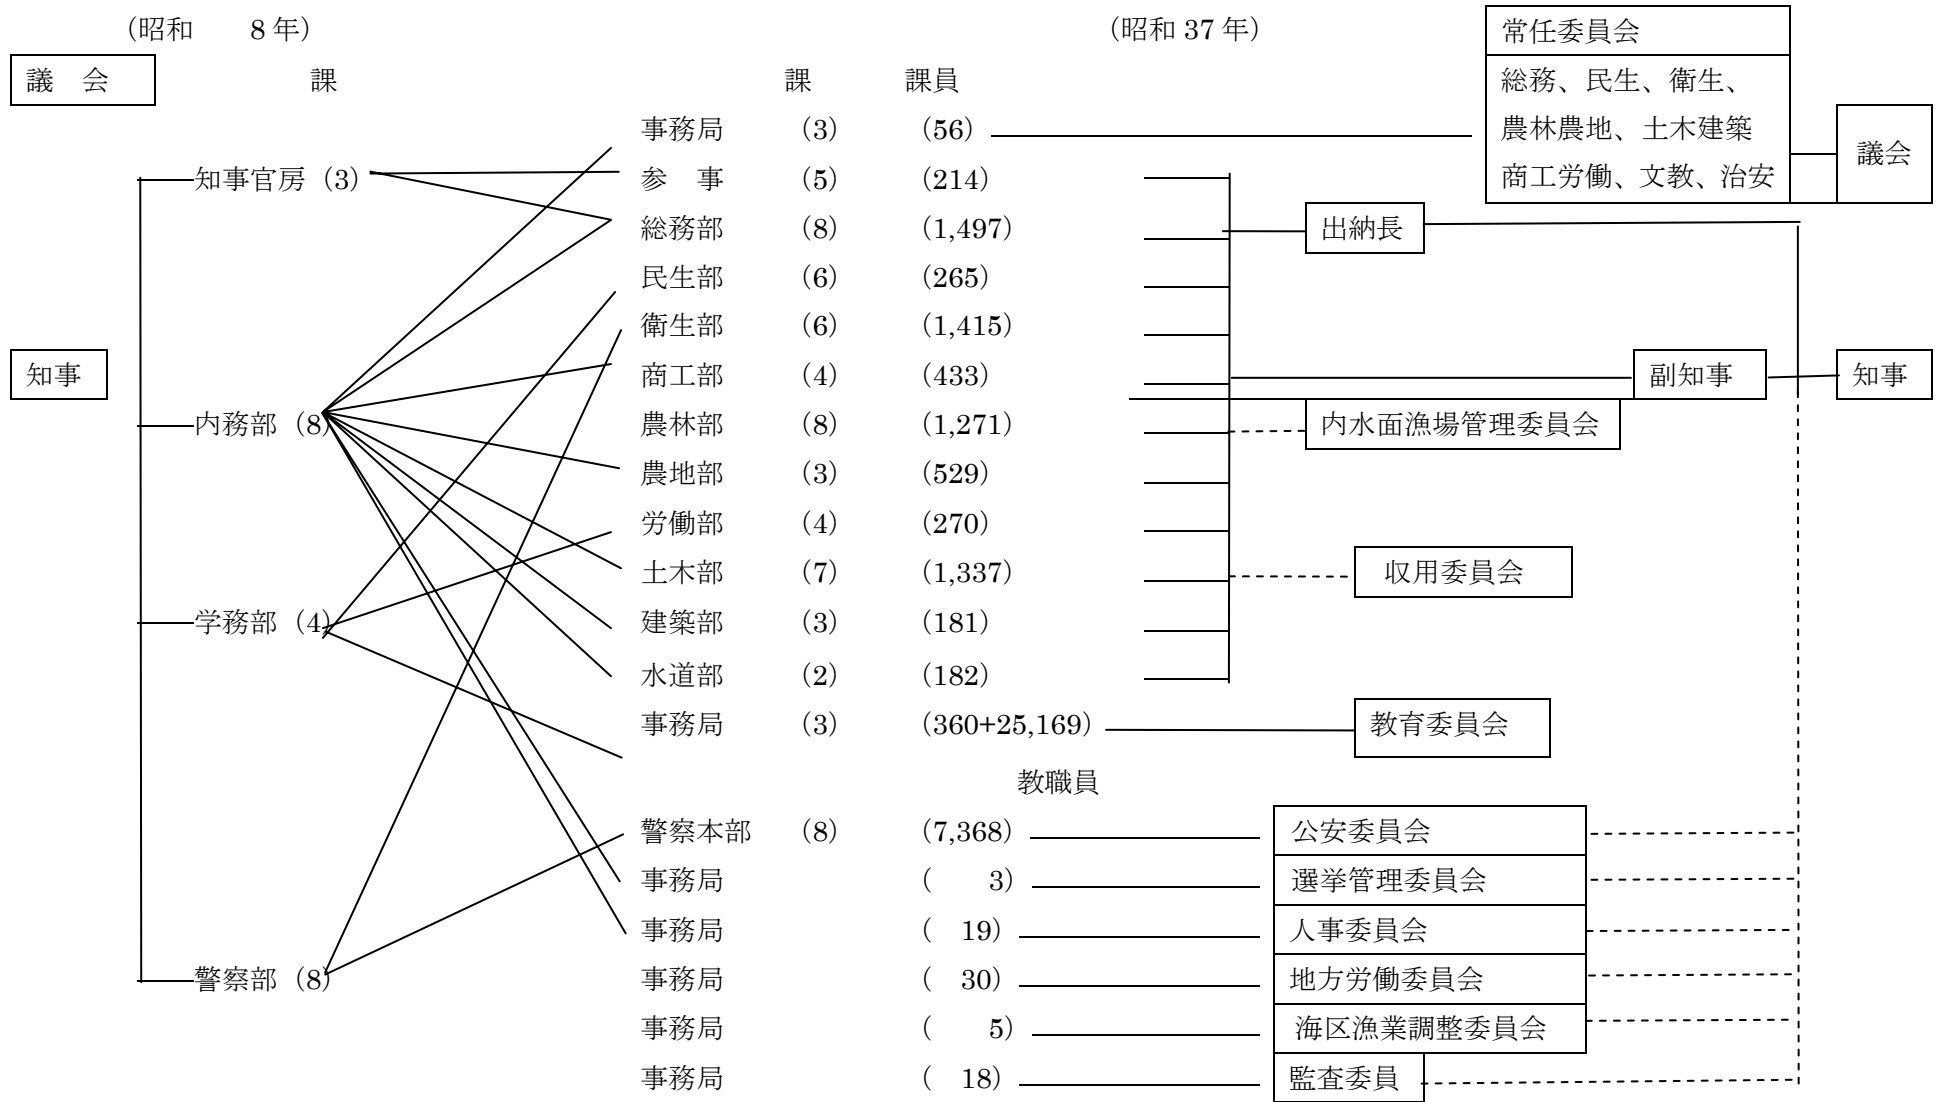 （昭和　8年）　（昭和37年）
議　会　課　課　課員
常任委員会
総務、民生、衛生、
農林農地、土木建築
商工労働、文教、治安
議会
事務局　（3）　（56）
知事官房（3）　参　事　（5）　（214）
総務部　（8）　（1,497）　出納長
民生部　（6）　（265）
衛生部　（6）　（1,415）
知事　商工部　（4）　（433）　副知事　知事
内務部（8）　農林部　（8）　（1,271）　内水面漁場管理委員会
農地部　（3）　（529）
労働部　（4）　（270）
土木部　（7）　（1,337）　収用委員会
学務部（4）　建築部　（3）　（181）
水道部　（2）　（182）
事務局　（3）　（360+25,169）　教育委員会
教職員
警察本部　（8）　（7,368）　公安委員会
事務局　（　3）　選挙管理委員会
事務局　（　19）　人事委員会
警察部（8）　事務局　（　30）　地方労働委員会
事務局　（　5）　海区漁業調整委員会
事務局　（　18）　監査委員